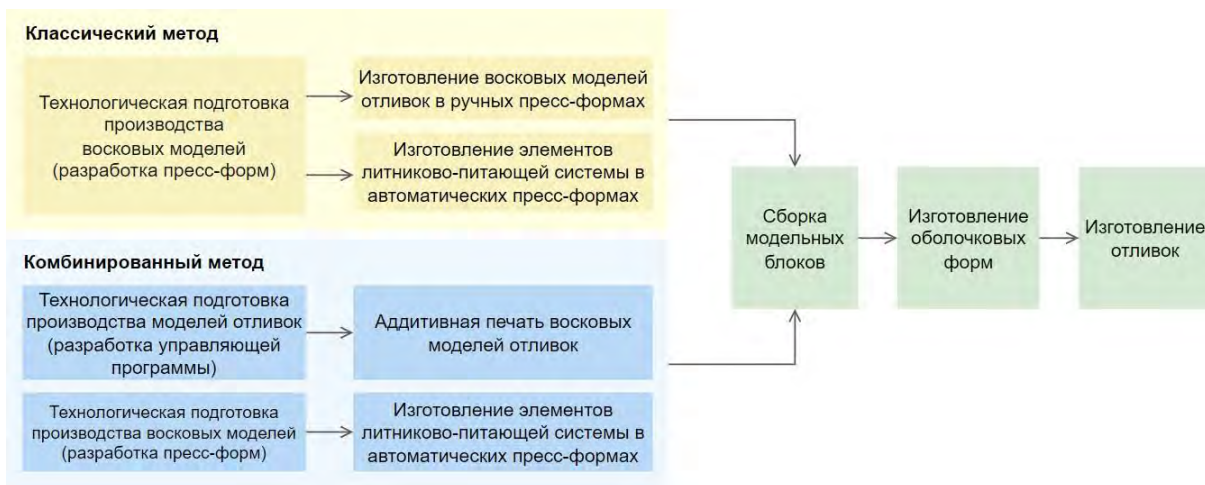 Классический метод
Технологическая подготовка
производства
восковых моделей
(разработка пресс-форм)
Изготовление восковых моделей
отливок в ручных пресс-формах
Изготовление элементов
литниково-питающей системы в
автоматических пресс-формах
Комбинированный метод
Технологическая подготовка
производства моделей отливок
(разработка управляющей
программы)
Аддитивная печать восковых
моделей отливок
Технологическая подготовка
производства восковых моделей
(разработка пресс-форм)
Изготовление элементов
литниково-питающей системы в
автоматических пресс-формах
Сборка
модельных
блоков
Изготовление
оболочковых
форм
Изготовление
отливок